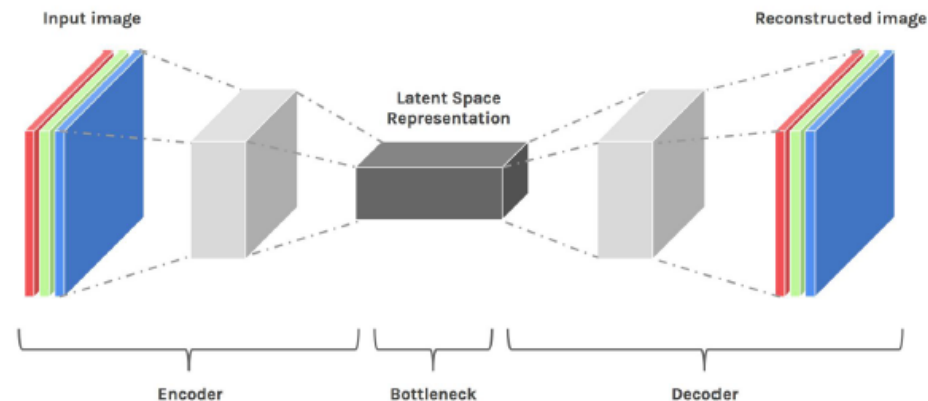 Input image
Reconstructed image
Latent Space
Representation
Encoder
Bottleneck
Decoder